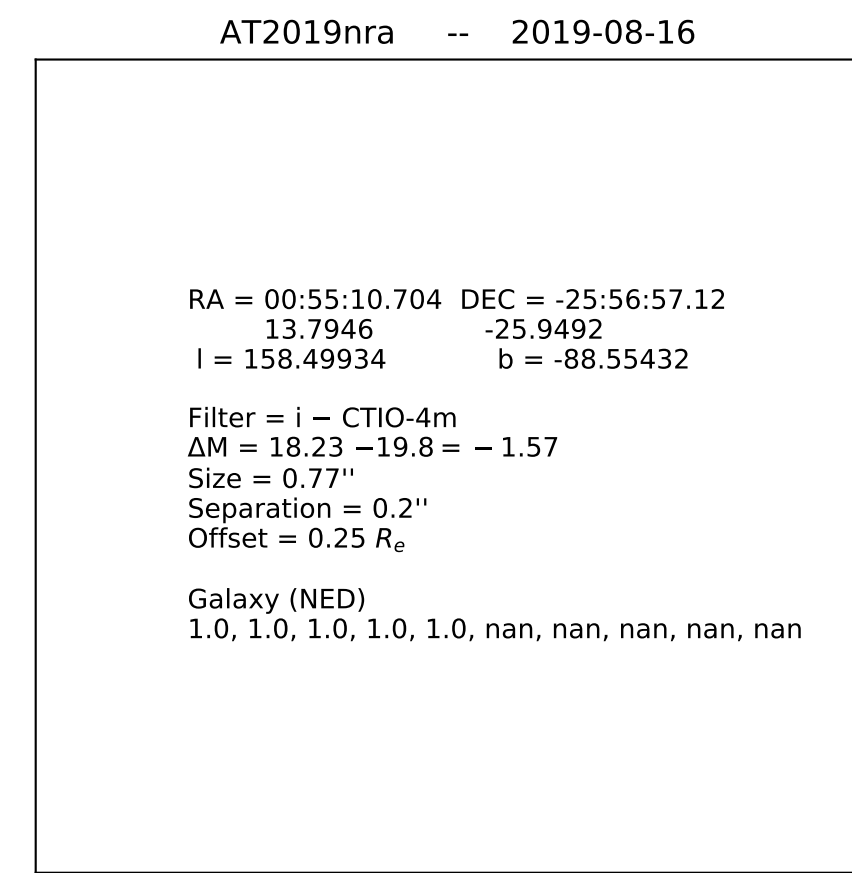 AT2019nra -- 2019-08-16
RA = 00:55:10.704 DEC = -25:56:57.12
13.7946 -25.9492
l = 158.49934 b = -88.55432
Filter = i − CTIO-4m
ΔM = 18.23 −19.8 = − 1.57
Size = 0.77''
Separation = 0.2''
Offset = 0.25 Re
Galaxy (NED)
1.0, 1.0, 1.0, 1.0, 1.0, nan, nan, nan, nan, nan